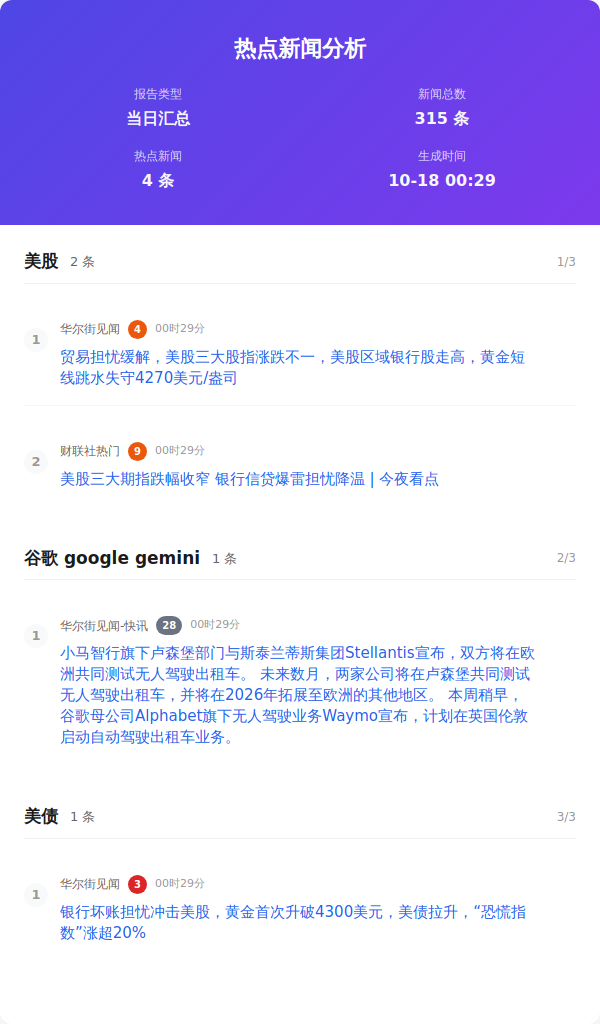 热点新闻分析
报告类型
新闻总数
当日汇总
315 条
热点新闻
生成时间
4 条
10-18 00:29
美股 2 条 1/3
1 华尔街见闻 4 00时29分
贸易担忧缓解，美股三大股指涨跌不一，美股区域银行股走高，黄金短
线跳水失守4270美元/盎司
2 财联社热门 9 00时29分
美股三大期指跌幅收窄 银行信贷爆雷担忧降温 | 今夜看点
谷歌 google gemini 1 条 2/3
1 华尔街见闻-快讯 28 00时29分
小马智行旗下卢森堡部门与斯泰兰蒂斯集团Stellantis宣布，双方将在欧
洲共同测试无人驾驶出租车。 未来数月，两家公司将在卢森堡共同测试
无人驾驶出租车，并将在2026年拓展至欧洲的其他地区。 本周稍早，
谷歌母公司Alphabet旗下无人驾驶业务Waymo宣布，计划在英国伦敦
启动自动驾驶出租车业务。
美债 1 条 3/3
1 华尔街见闻 3 00时29分
银行坏账担忧冲击美股，黄金首次升破4300美元，美债拉升，“恐慌指
数”涨超20%